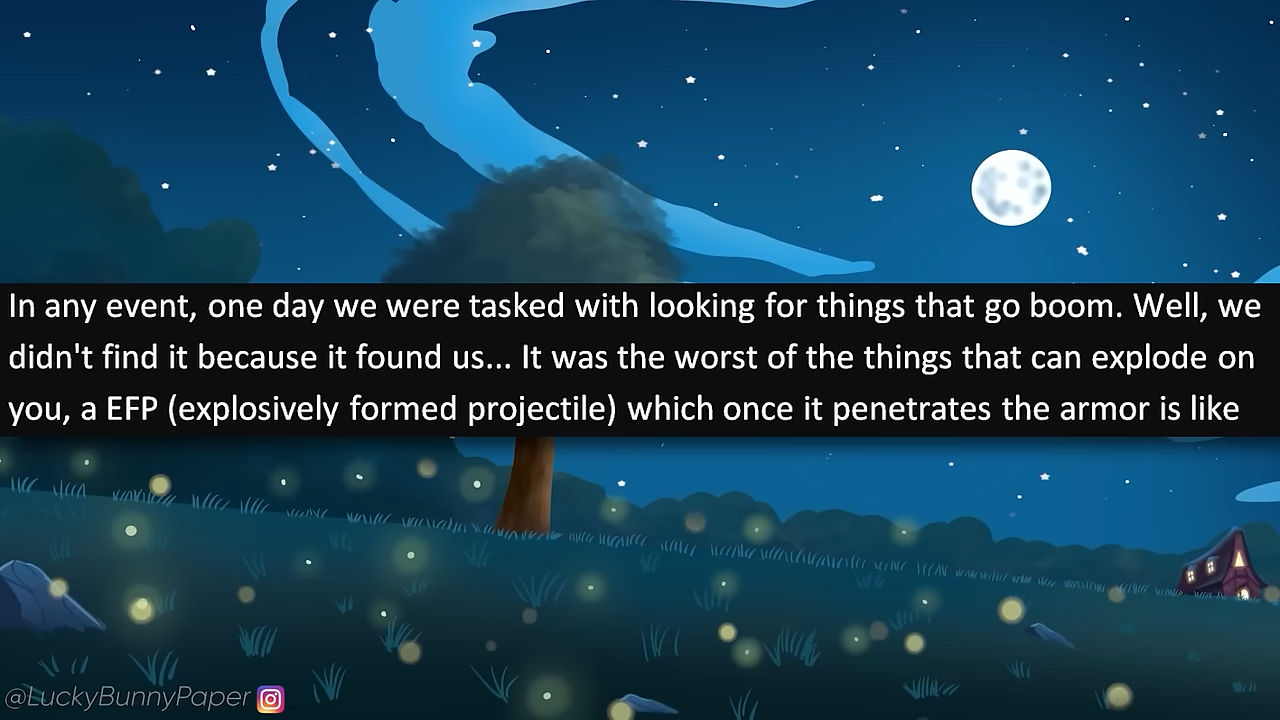 In any event, one day we were tasked with looking for things that go boom. Well, we
didn't find it because it found us... It was the worst of the things that can explode on
you, a EFP (explosively formed projectile) which once it penetrates the armor is like
@LuckyBunnyPaper